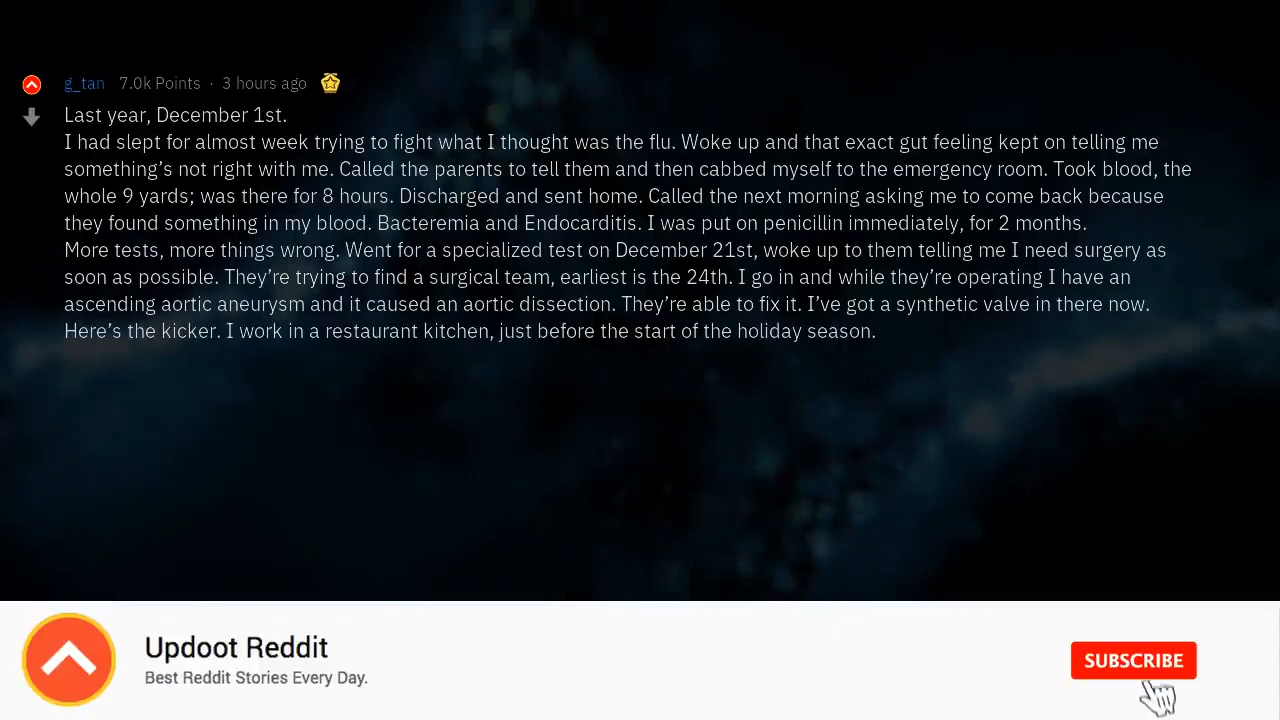 g_tan 7.0k Points · 3 hours ago
Last year, December 1st.
I had slept for almost week trying to fight what I thought was the flu. Woke up and that exact gut feeling kept on telling me
something’s not right with me. Called the parents to tell them and then cabbed myself to the emergency room. Took blood, the
whole 9 yards; was there for 8 hours. Discharged and sent home. Called the next morning asking me to come back because
they found something in my blood. Bacteremia and Endocarditis. I was put on penicillin immediately, for 2 months.
More tests, more things wrong. Went for a specialized test on December 21st, woke up to them telling me I need surgery as
soon as possible. They’re trying to find a surgical team, earliest is the 24th. I go in and while they’re operating I have an
ascending aortic aneurysm and it caused an aortic dissection. They’re able to fix it. I’ve got a synthetic valve in there now.
Here’s the kicker. I work in a restaurant kitchen, just before the start of the holiday season.
Updoot Reddit
Best Reddit Stories Every Day.
SUBSCRIBE